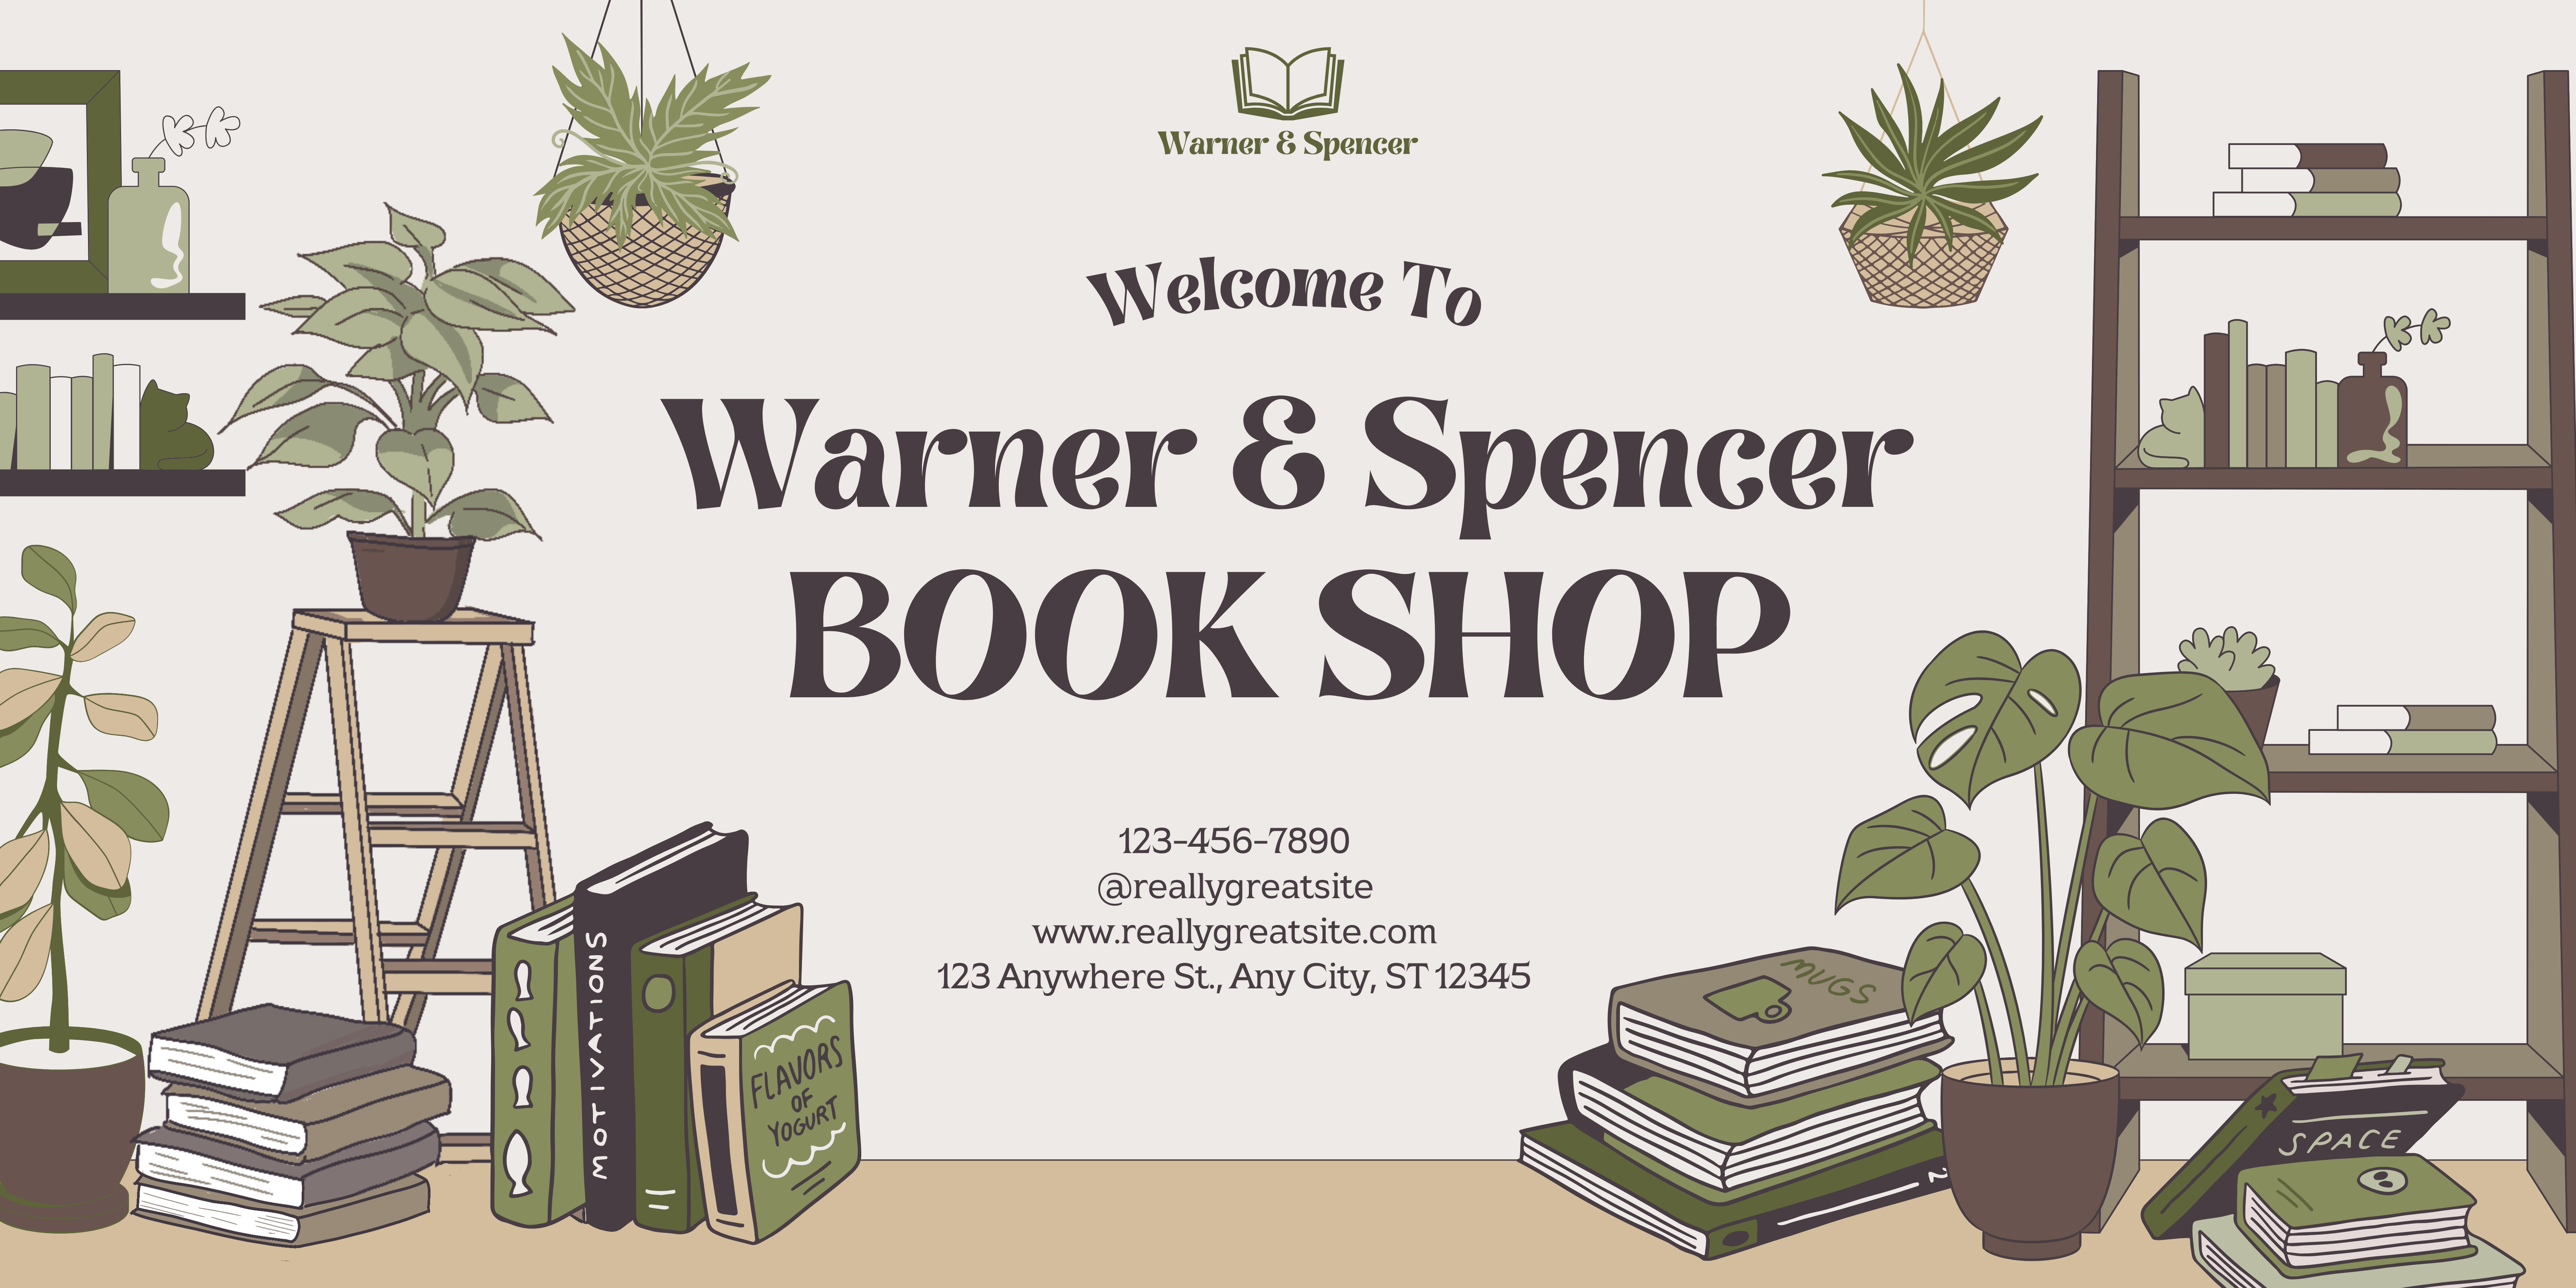 Warner & Spencer
Welcome To
Warner & Spencer
BOOK SHOP
123-456-7890
@reallygreatsite
www.reallygreatsite.com
123 Anywhere St., Any City, ST 12345
MOTIVATIONS
FLAVORS
OF
YOGURT
MUGS
SPACE